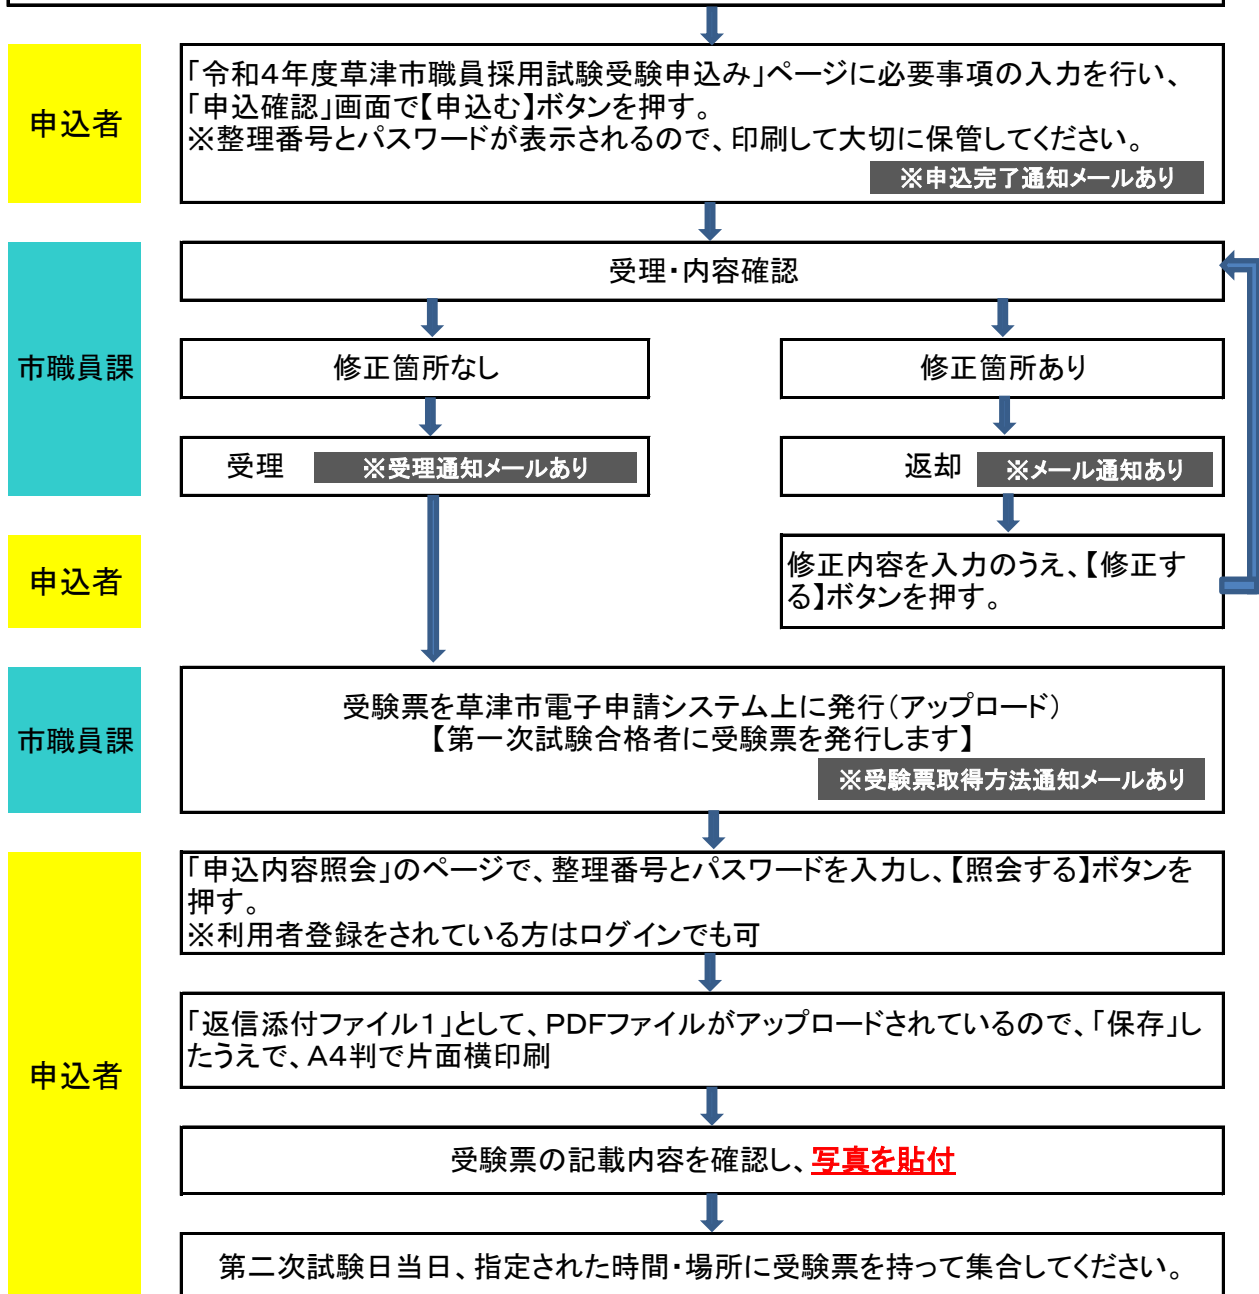 申込者
「令和4年度草津市職員採用試験受験申込み」ページに必要事項の入力を行い、
「申込確認」画面で【申込む】ボタンを押す。
※整理番号とパスワードが表示されるので、印刷して大切に保管してください。
※申込完了通知メールあり
市職員課
受理・内容確認
修正箇所なし
修正箇所あり
受理
※受理通知メールあり
返却
※メール通知あり
申込者
修正内容を入力のうえ、【修正す
る】ボタンを押す。
市職員課
受験票を草津市電子申請システム上に発行(アップロード)
【第一次試験合格者に受験票を発行します】
※受験票取得方法通知メールあり
申込者
「申込内容照会」のページで、整理番号とパスワードを入力し、【照会する】ボタンを
押す。
※利用者登録をされている方はログインでも可
「返信添付ファイル1」として、PDFファイルがアップロードされているので、「保存」し
たうえで、A4判で片面横印刷
受験票の記載内容を確認し、写真を貼付
第二次試験日当日、指定された時間・場所に受験票を持って集合してください。